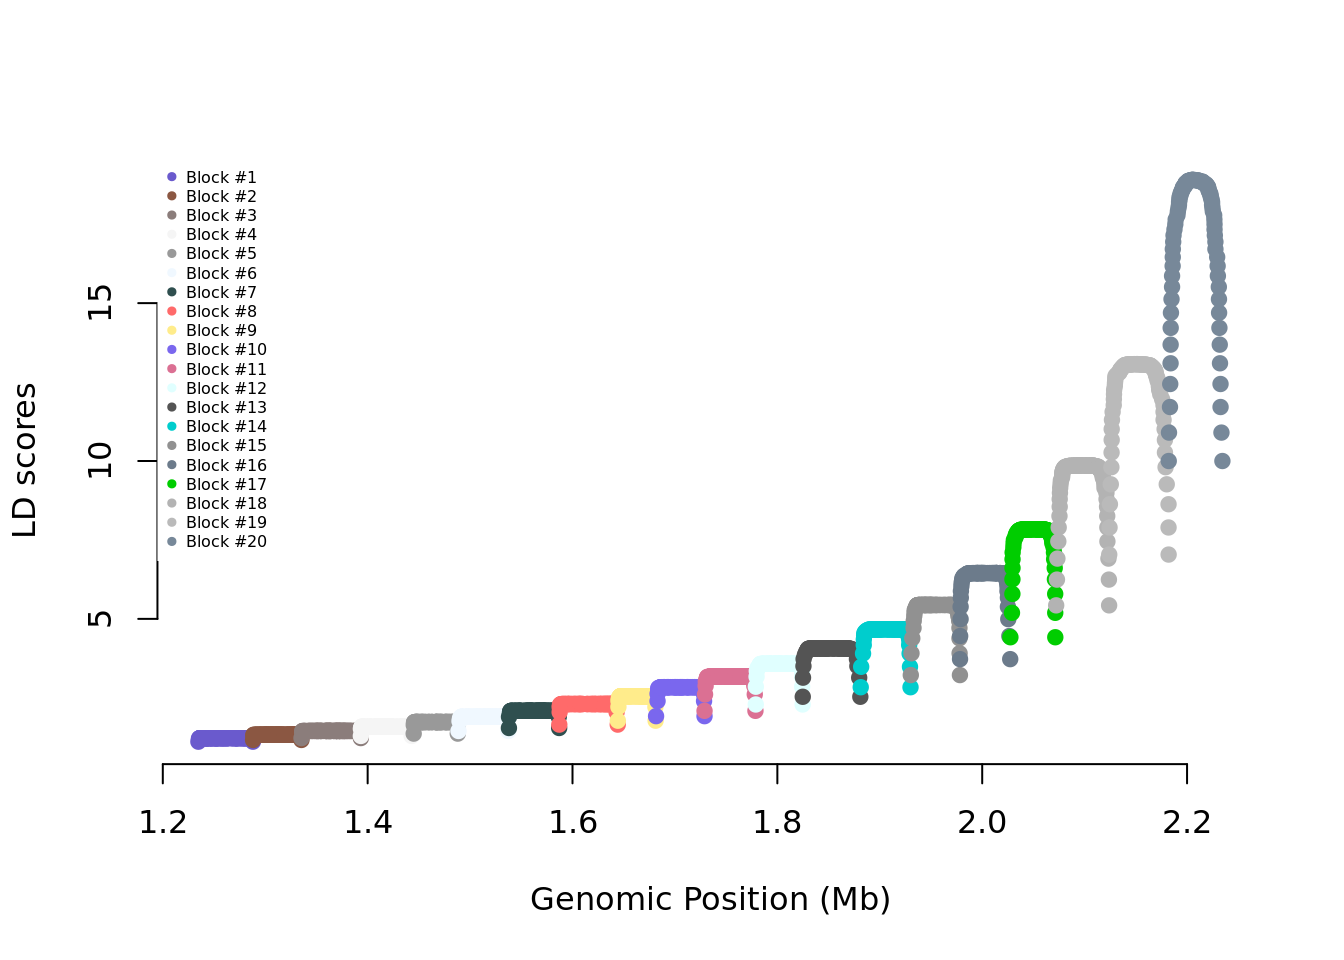 Block #1
Block #2
Block #3
Block #4
Block #5
Block #6
Block #7
Block #8
Block #9
Block #10
Block #11
Block #12
Block #13
Block #14
Block #15
Block #16
Block #17
Block #18
Block #19
Block #20
15
10
5
LD scores
1.2 1.4 1.6 1.8 2.0 2.2
Genomic Position (Mb)